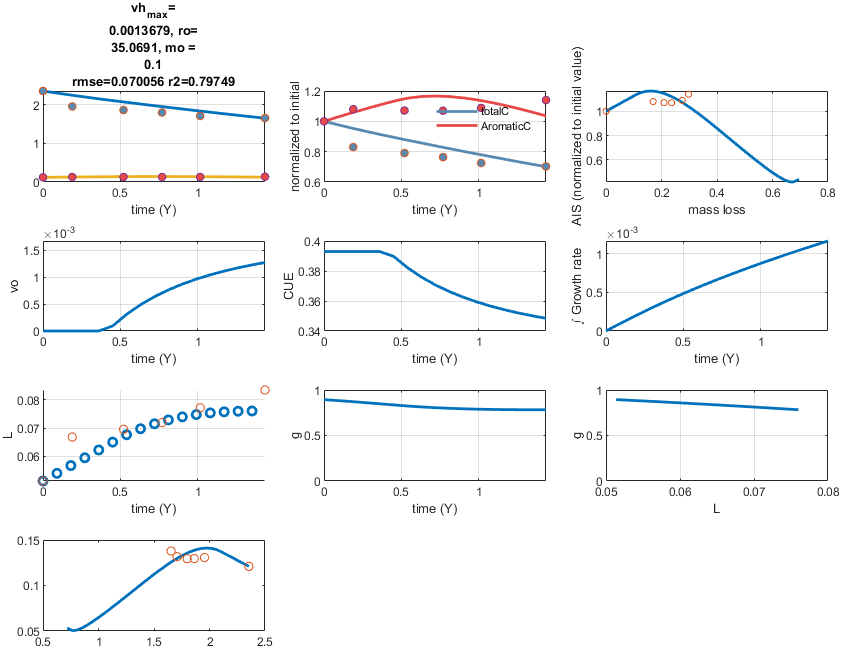 vh_max=
0.0013679, ro=
35.0691, mo =
0.1
rmse=0.070056 r2=0.79749
2
1
0
0 0.5 1
time (Y)
normalized to initial
1.2
1
0.8
0.6
totalC
AromaticC
0 0.5 1
time (Y)
AIS (normalized to initial value)
1
0.8
0.6
0 0.2 0.4 0.6 0.8
mass loss
×10⁻³
vo
1.5
1
0.5
0
0 0.5 1
time (Y)
CUE
0.4
0.38
0.36
0.34
0 0.5 1
time (Y)
×10⁻³
∫ Growth rate
1
0.5
0
0 0.5 1
time (Y)
L
0.08
0.07
0.06
0 0.5 1
time (Y)
g
1
0.5
0
0 0.5 1
time (Y)
g
1
0.5
0
0.05 0.06 0.07 0.08
L
0.15
0.1
0.05
0.5 1 1.5 2 2.5